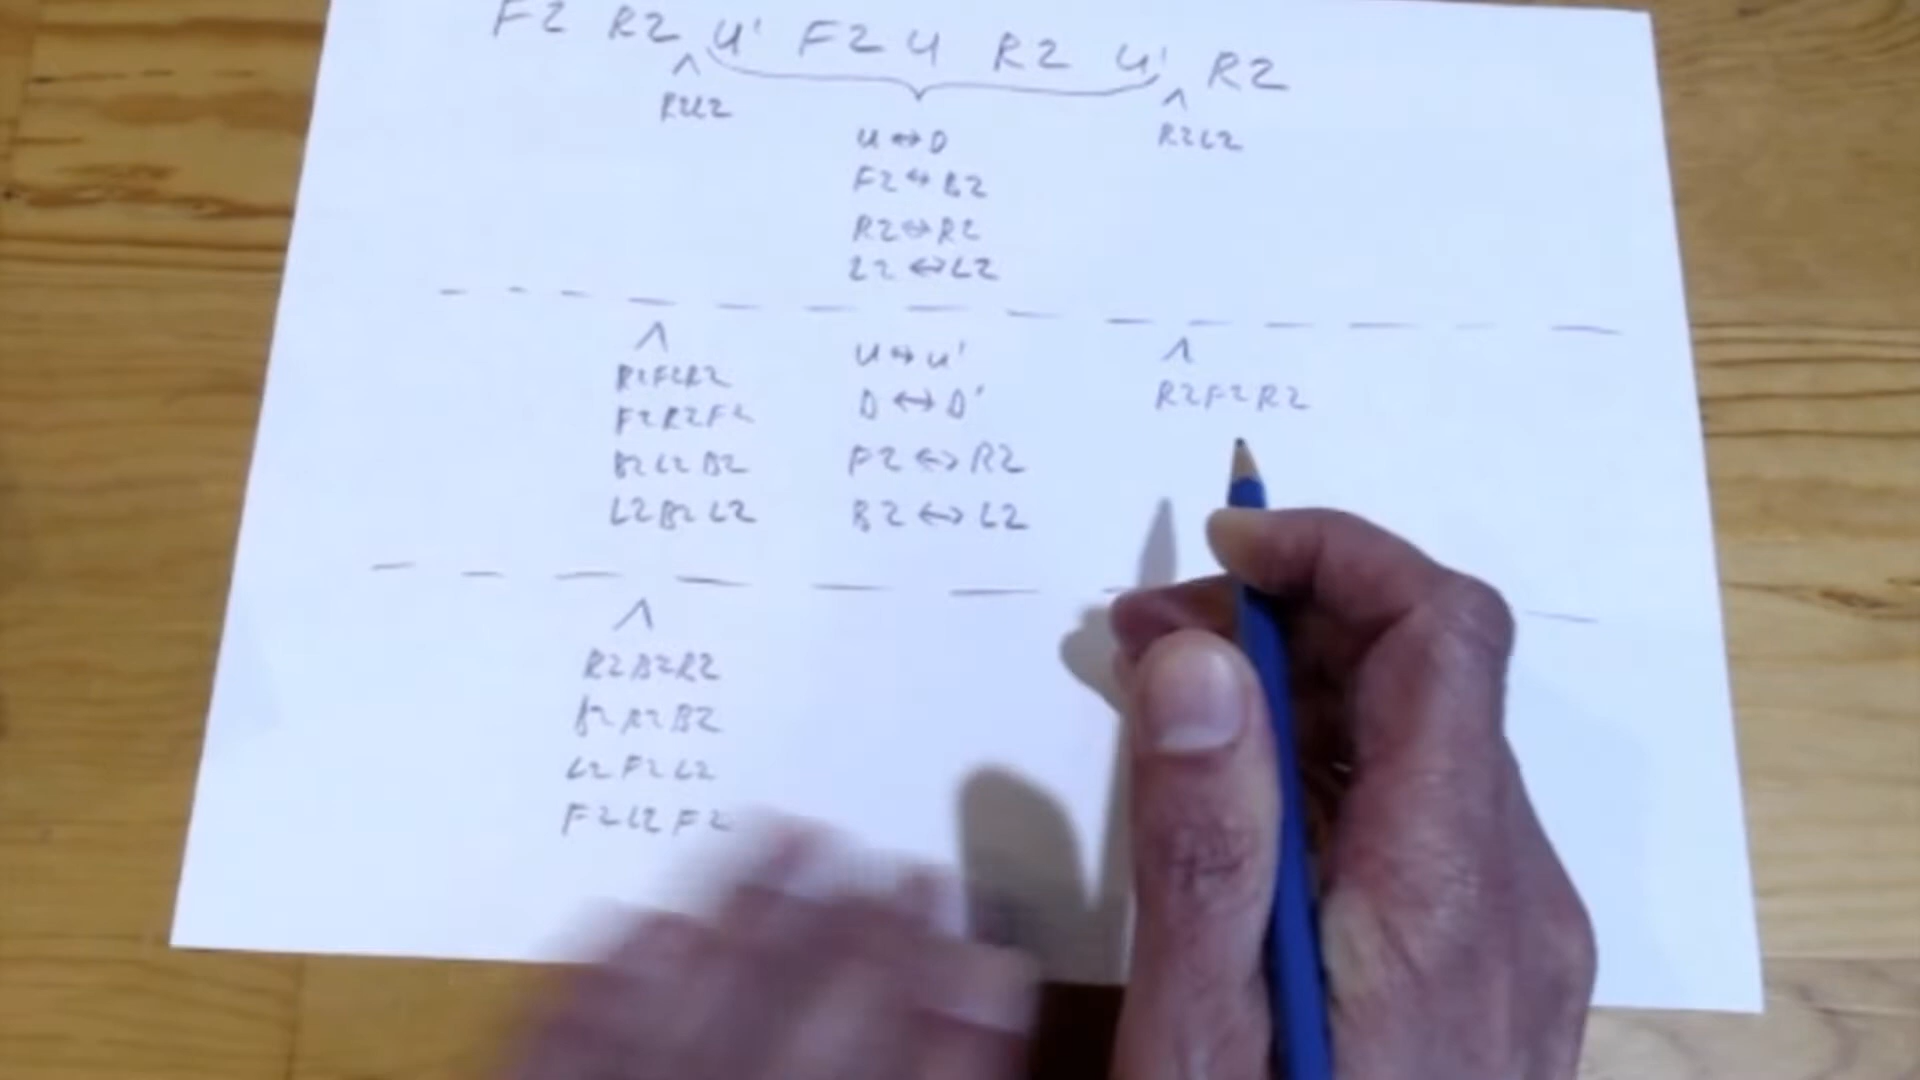 F2 R2 U' F2 U R2 U' R2
^ ^
R2L2 R2L2
U ↔ D
F2 ↔ B2
R2 ↔ R2
L2 ↔ L2
^ U ↔ U' ^
R2F2R2 D ↔ D' R2F2R2
F2R2F2 F2 ↔ R2
B2L2B2 B2 ↔ L2
L2B2L2
^
R2B2R2
B2R2B2
L2F2L2
F2L2F2